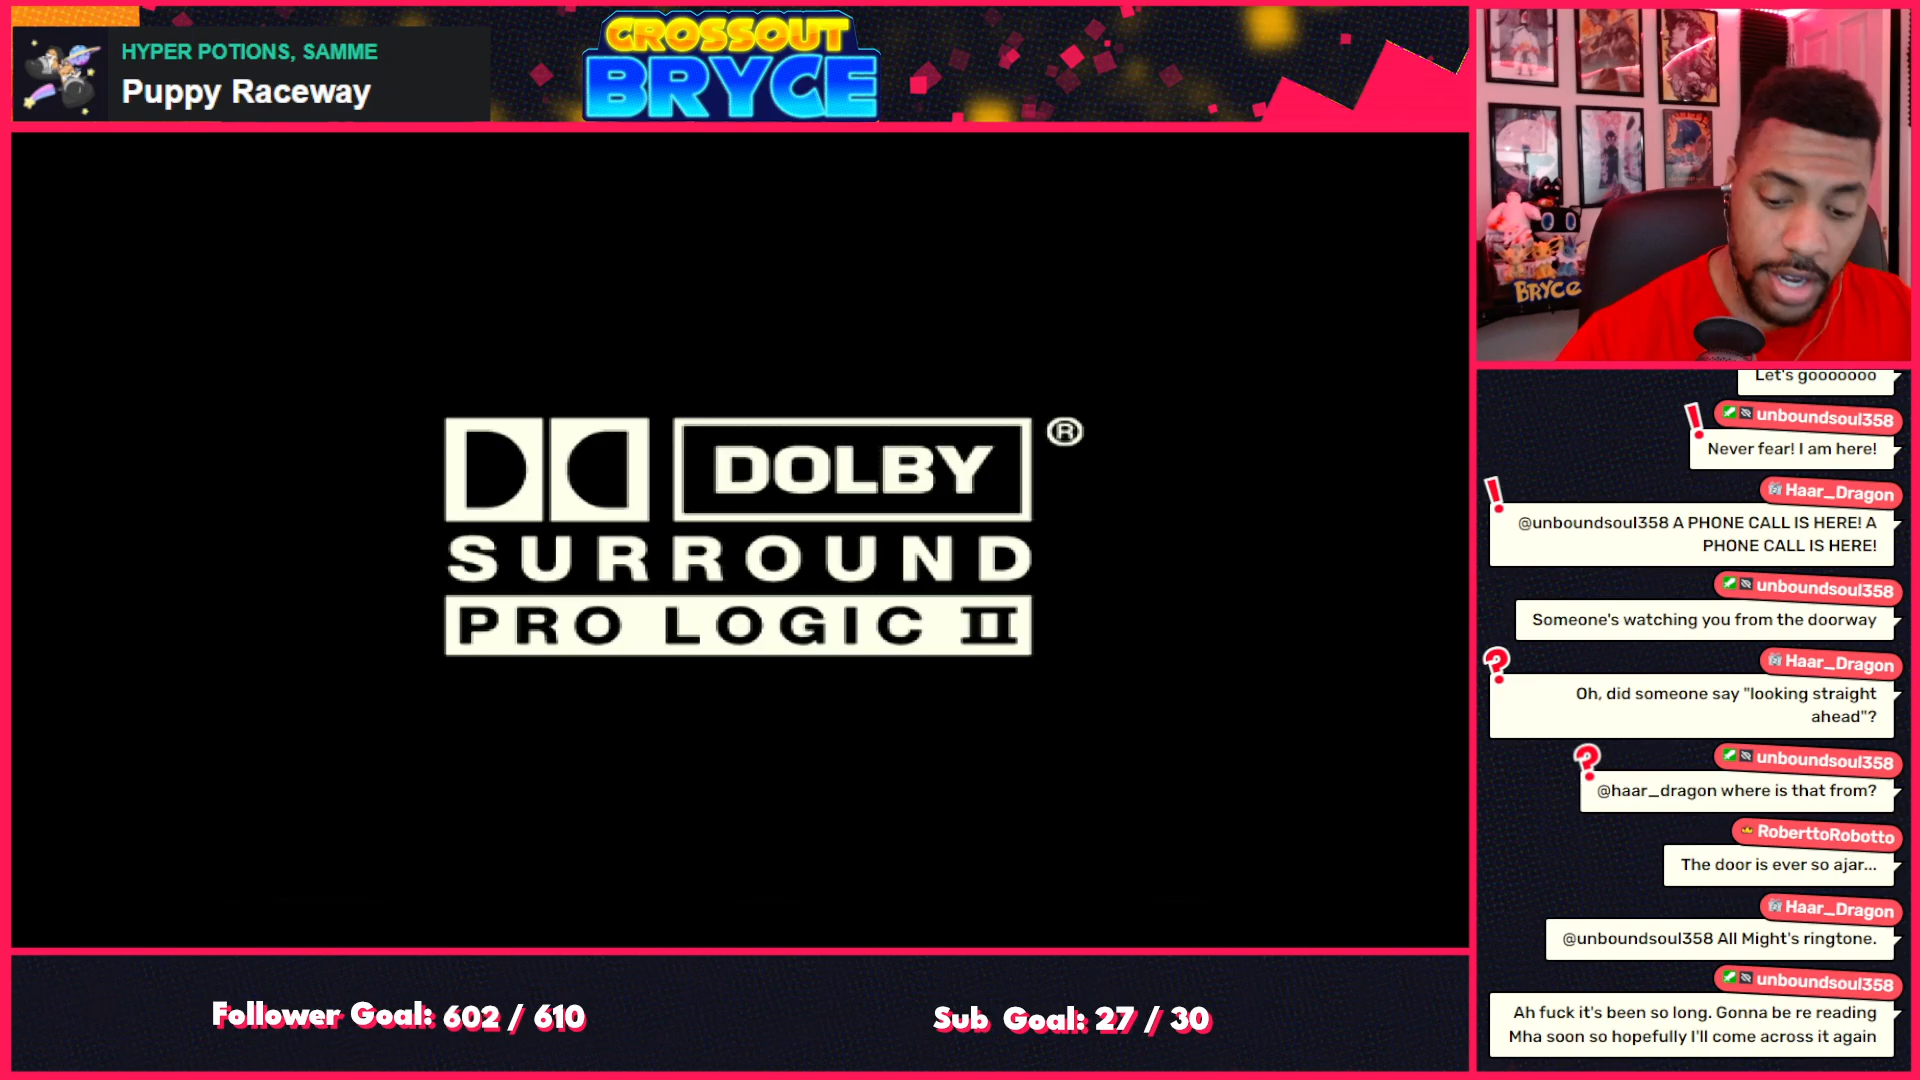 HYPER POTIONS, SAMME
Puppy Raceway
CROSSOUT
BRYCE
DOLBY
®
SURROUND
PRO LOGIC II
BRYCE
Let's gooooooo
unboundsoul358
Never fear! I am here!
Haar_Dragon
@unboundsoul358 A PHONE CALL IS HERE! A
PHONE CALL IS HERE!
unboundsoul358
Someone's watching you from the doorway
Haar_Dragon
Oh, did someone say "looking straight
ahead"?
unboundsoul358
@haar_dragon where is that from?
RoberttoRobotto
The door is ever so ajar...
Haar_Dragon
@unboundsoul358 All Might's ringtone.
unboundsoul358
Ah fuck it's been so long. Gonna be re reading
Mha soon so hopefully I'll come across it again
Follower Goal: 602 / 610
Sub Goal: 27 / 30